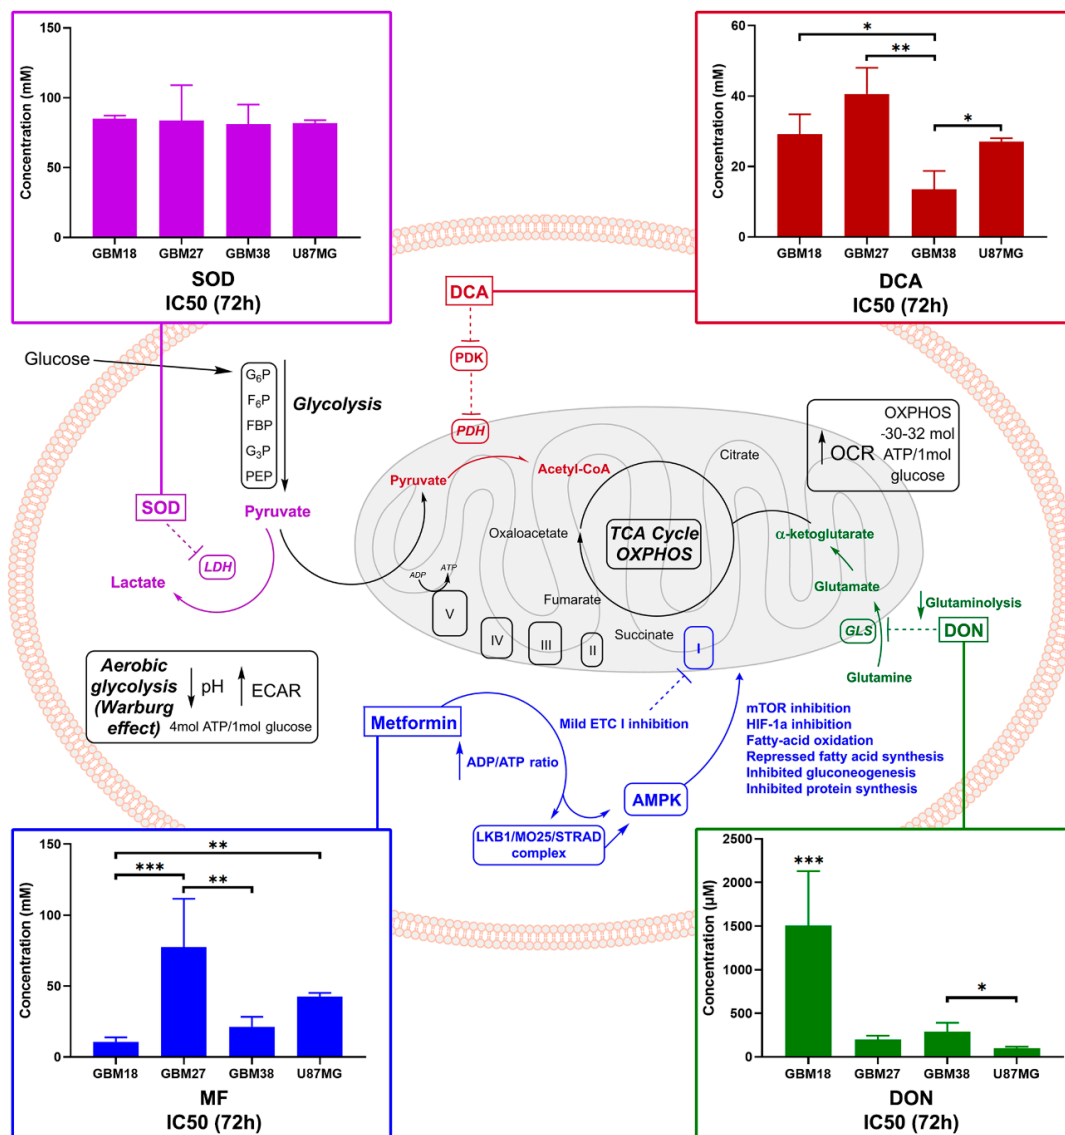 150
100
50
0
Concentration (mM)
GBM18 GBM27 GBM38 U87MG
SOD
IC50 (72h)
60
40
20
0
Concentration (mM)
*
**
*
GBM18 GBM27 GBM38 U87MG
DCA
IC50 (72h)
DCA
PDK
PDH
Glucose
G₆P
F₆P
FBP
G₃P
PEP
Glycolysis
SOD
Pyruvate
LDH
Lactate
Pyruvate
Acetyl-CoA
Citrate
OCR
OXPHOS
-30-32 mol
ATP/1mol
glucose
Oxaloacetate
TCA Cycle
OXPHOS
α-ketoglutarate
Glutamate
Glutaminolysis
GLS
DON
Glutamine
ADP
ATP
Fumarate
Succinate
V
IV
III
II
I
Aerobic
glycolysis
(Warburg
effect)
pH
ECAR
4mol ATP/1mol glucose
Metformin
ADP/ATP ratio
Mild ETC I inhibition
AMPK
LKB1/MO25/STRAD
complex
mTOR inhibition
HIF-1a inhibition
Fatty-acid oxidation
Repressed fatty acid synthesis
Inhibited gluconeogenesis
Inhibited protein synthesis
150
100
50
0
Concentration (mM)
**
***
**
GBM18 GBM27 GBM38 U87MG
MF
IC50 (72h)
2500
2000
1500
1000
500
0
Concentration (µM)
***
*
GBM18 GBM27 GBM38 U87MG
DON
IC50 (72h)